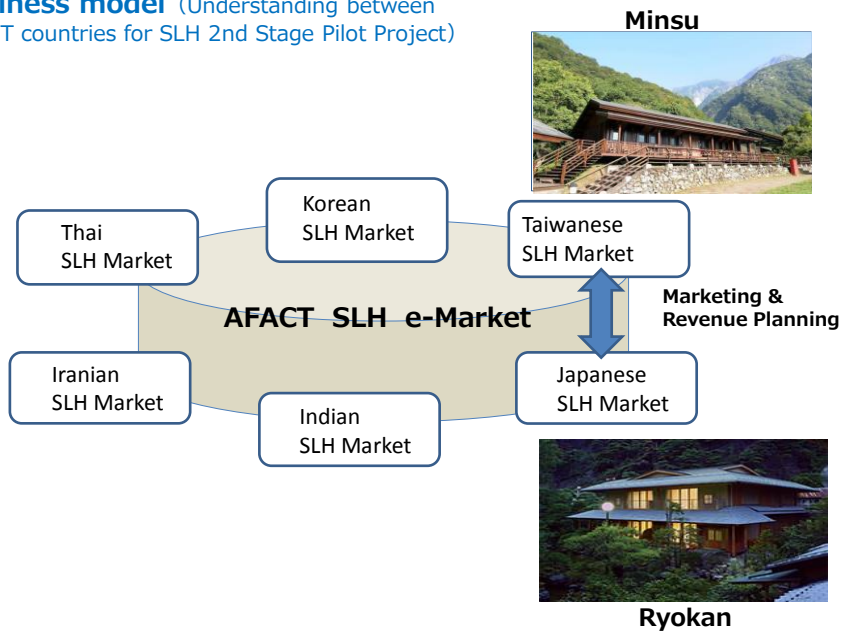 iness model（Understanding between
T countries for SLH 2nd Stage Pilot Project）
Minsu
Korean
SLH Market
Thai
SLH Market
Taiwanese
SLH Market
Marketing &
Revenue Planning
AFACT SLH e-Market
Iranian
SLH Market
Japanese
SLH Market
Indian
SLH Market
Ryokan